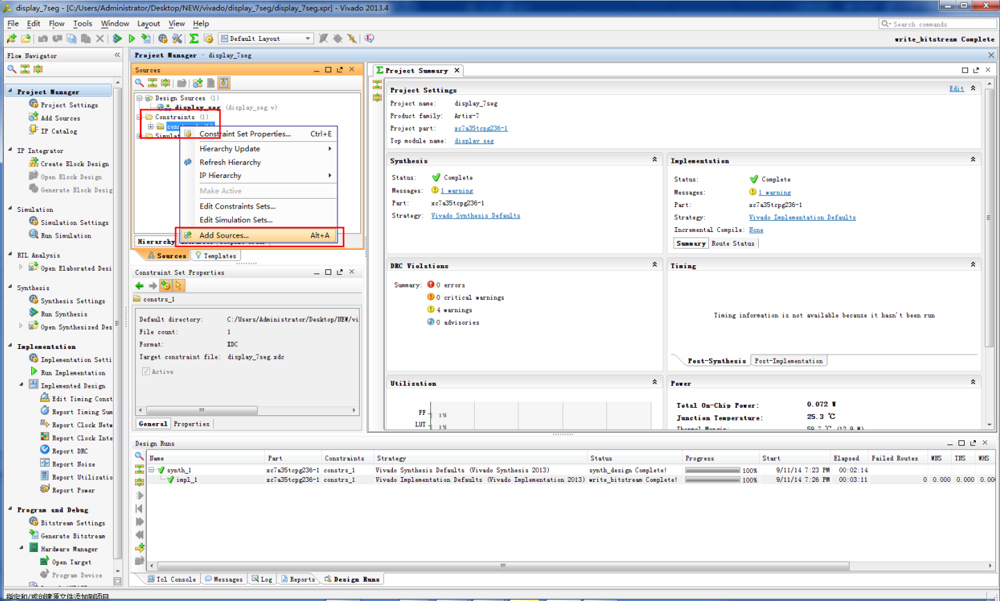 display_7seg - [C:/Users/Administrator/Desktop/NEW/vivado/display_7seg/display_7seg.xpr] - Vivado 2013.4
File Edit Flow Tools Window Layout View Help
Search commands
Default Layout
write_bitstream Complete
Flow Navigator
Project Manager
Project Settings
Add Sources
IP Catalog
IP Integrator
Create Block Design
Open Block Design
Generate Block Desig
Simulation
Simulation Settings
Run Simulation
RTL Analysis
Open Elaborated Desi
Synthesis
Synthesis Settings
Run Synthesis
Open Synthesized Des
Implementation
Implementation Setti
Run Implementation
Implemented Design
Edit Timing Const
Report Timing Sum
Report Clock Netw
Report Clock Inte
Report DRC
Report Noise
Report Utilizatio
Report Power
Program and Debug
Bitstream Settings
Generate Bitstream
Hardware Manager
Open Target
Program Device
Project Manager - display_7seg
Sources
Design Sources (1)
display_seg (display_seg.v)
Constraints (1)
Constraint Set Properties... Ctrl+E
Hierarchy Update
Refresh Hierarchy
IP Hierarchy
Make Active
Edit Constraints Sets...
Edit Simulation Sets...
Add Sources... Alt+A
Hierarchy
Sources Templates
Constraint Set Properties
constrs_1
Default directory: C:/Users/Administrator/Desktop/NEW/vi
File count: 1
Format: XDC
Target constraint file: display_7seg.xdc
Active
General Properties
Project Summary
Project Settings Edit
Project name: display_7seg
Product family: Artix-7
Project part: xc7a35tcpg236-1
Top module name: display_seg
Synthesis
Status: Complete
Messages: 1 warning
Part: xc7a35tcpg236-1
Strategy: Vivado Synthesis Defaults
Implementation
Status: Complete
Messages: 1 warning
Part: xc7a35tcpg236-1
Strategy: Vivado Implementation Defaults
Incremental Compile: None
Summary Route Status
DRC Violations
Summary: 0 errors
0 critical warnings
4 warnings
0 advisories
Timing
Timing information is not available because it hasn't been run
Post-Synthesis Post-Implementation
Utilization
FF 1%
LUT 1%
Power
Total On-Chip Power: 0.072 W
Junction Temperature: 25.3 ℃
Thermal Margin: 59.7 ℃ (12.9 W)
Design Runs
Name Part Constraints Strategy Status Progress Start Elapsed Failed Routes WNS TNS WHS
synth_1 xc7a35tcpg236-1 constrs_1 Vivado Synthesis Defaults (Vivado Synthesis 2013) synth_design Complete! 100% 9/11/14 7:23 PM 00:02:14
impl_1 xc7a35tcpg236-1 constrs_1 Vivado Implementation Defaults (Vivado Implementation 2013) write_bitstream Complete! 100% 9/11/14 7:26 PM 00:03:11 0 0.000 0.000 0.00
Tcl Console Messages Log Reports Design Runs
指定和/或创建源文件添加到项目